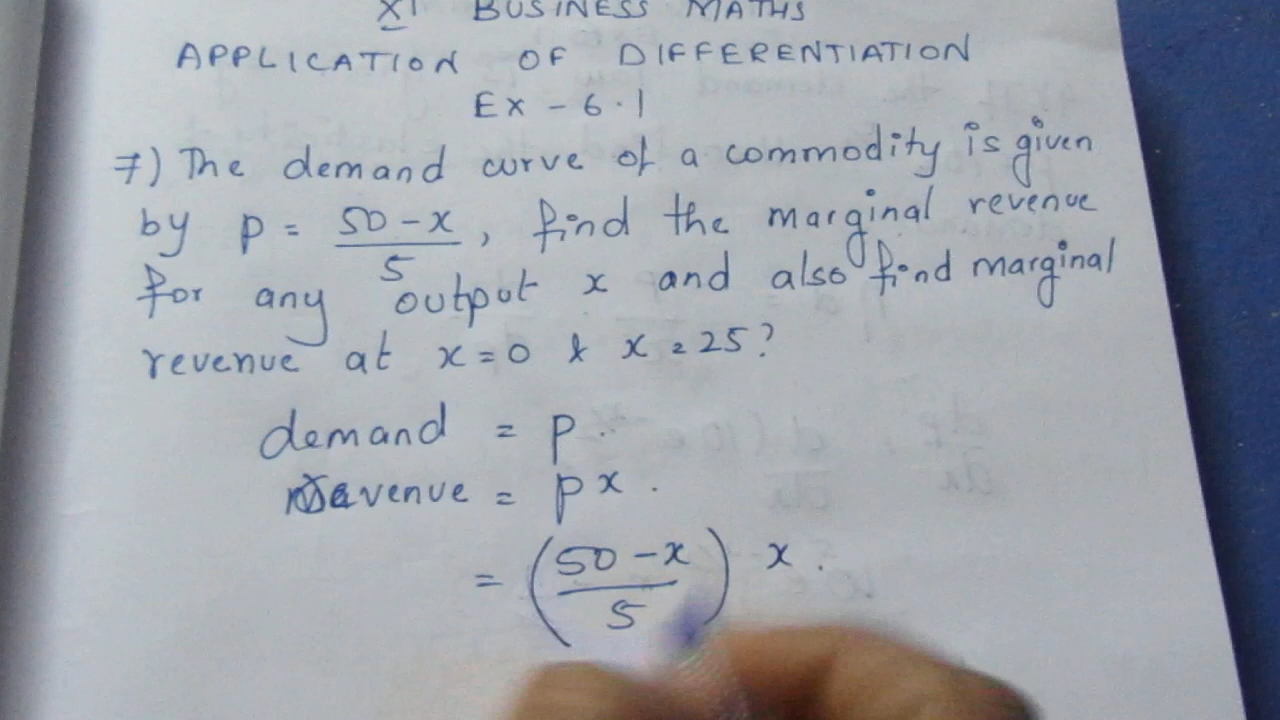 XI BUSINESS MATHS
APPLICATION OF DIFFERENTIATION
Ex - 6.1
7) The demand curve of a commodity is given
by p = (50 - x)/5, find the marginal revenue
for any output x and also find marginal
revenue at x = 0 & x = 25?
demand = p.
Revenue = px.
= ((50 - x)/5) x.